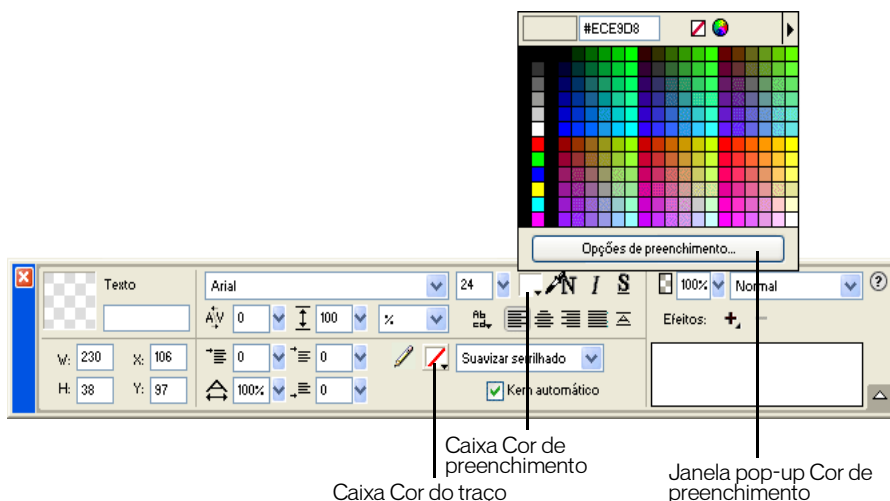 #ECE9D8
Opções de preenchimento...
Texto
Arial
24
N I S
100%
Normal
?
AV
0
100
%
Ab
Efeitos:
W: 230
X: 106
0
0
Suavizar serrilhado
H: 38
Y: 97
100%
0
Kern automático
Caixa Cor de
preenchimento
Caixa Cor do traço
Janela pop-up Cor de
preenchimento